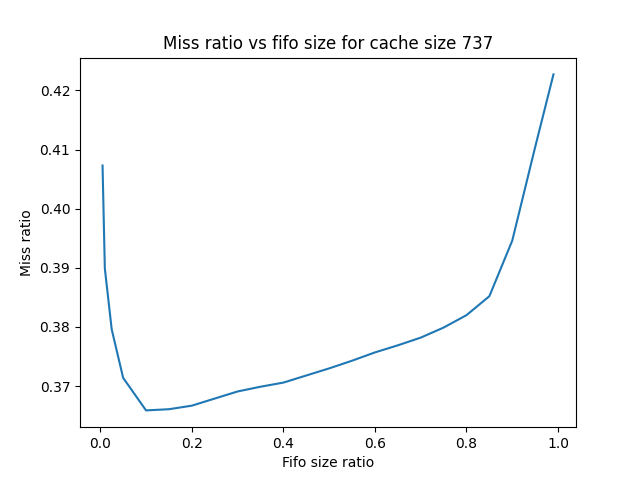 Miss ratio vs fifo size for cache size 737
0.42
0.41
0.40
0.39
0.38
0.37
Miss ratio
0.0 0.2 0.4 0.6 0.8 1.0
Fifo size ratio